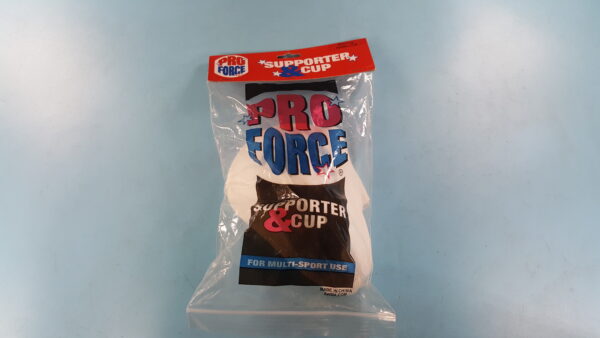 PRO
FORCE
SUPPORTER
& CUP
PRO
FORCE
®
SUPPORTER
& CUP
FOR MULTI-SPORT USE
MADE IN CHINA